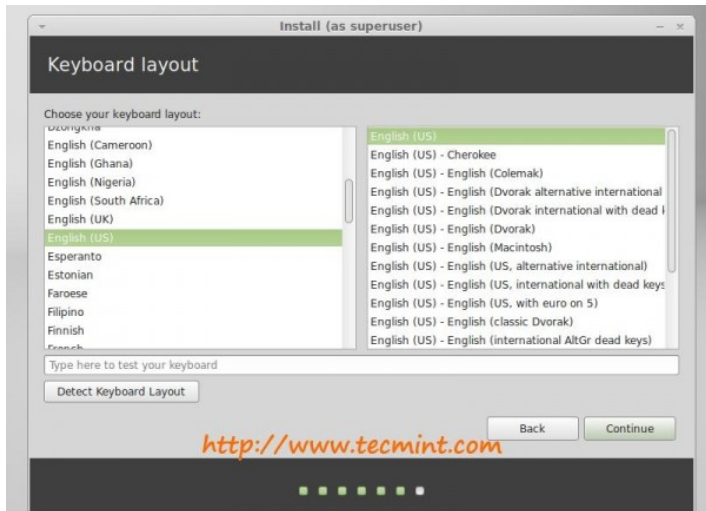 Install (as superuser)
Keyboard layout
Choose your keyboard layout:
Dzongkha
English (Cameroon)
English (Ghana)
English (Nigeria)
English (South Africa)
English (UK)
English (US)
Esperanto
Estonian
Faroese
Filipino
Finnish
French
English (US)
English (US) - Cherokee
English (US) - English (Colemak)
English (US) - English (Dvorak alternative international
English (US) - English (Dvorak international with dead k
English (US) - English (Dvorak)
English (US) - English (Macintosh)
English (US) - English (US, alternative international)
English (US) - English (US, international with dead keys
English (US) - English (US, with euro on 5)
English (US) - English (classic Dvorak)
English (US) - English (international AltGr dead keys)
Type here to test your keyboard
Detect Keyboard Layout
Back
Continue
http://www.tecmint.com